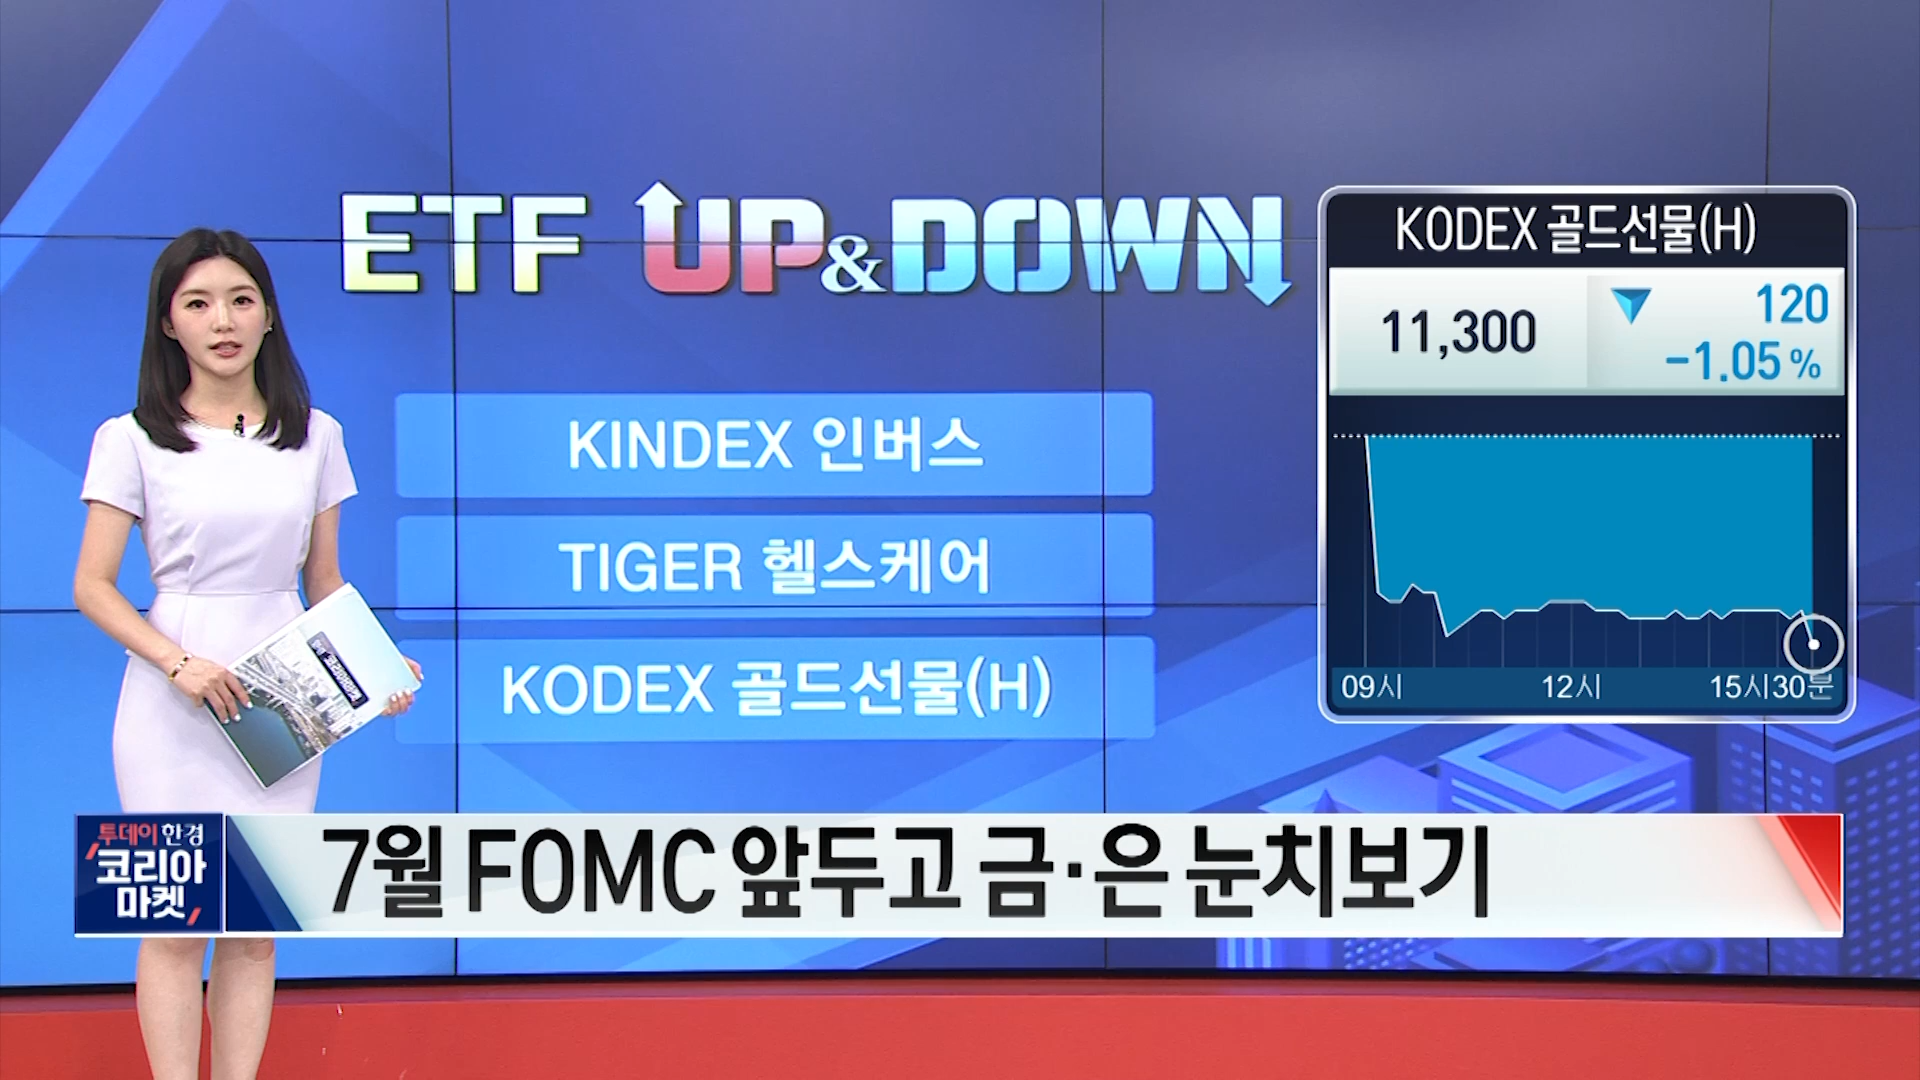 ETF UP&DOWN
KINDEX 인버스
TIGER 헬스케어
KODEX 골드선물(H)
KODEX 골드선물(H)
11,300
▼ 120
-1.05 %
09시 12시 15시30분
투데이 한경
코리아
마켓
7월 FOMC 앞두고 금·은 눈치보기